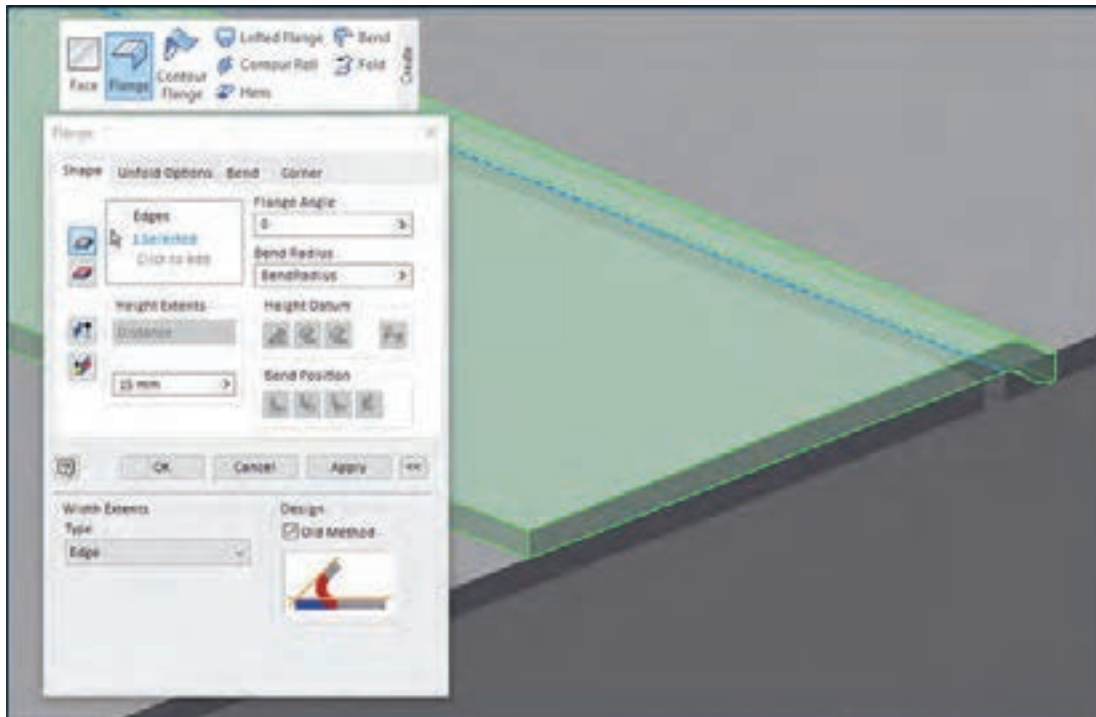 Lofted Flange
Bend
Face
Flange
Contour Flange
Contour Roll
Fold
Hem
Create
Flange
Shape
Unfold Options
Bend
Corner
Edges
1 Selected
Click to add
Flange Angle
0
Bend Radius
BendRadius
Height Extents
Distance
15 mm
Height Datum
Bend Position
OK
Cancel
Apply
<<
Width Extents
Type
Edge
Design
Old Method